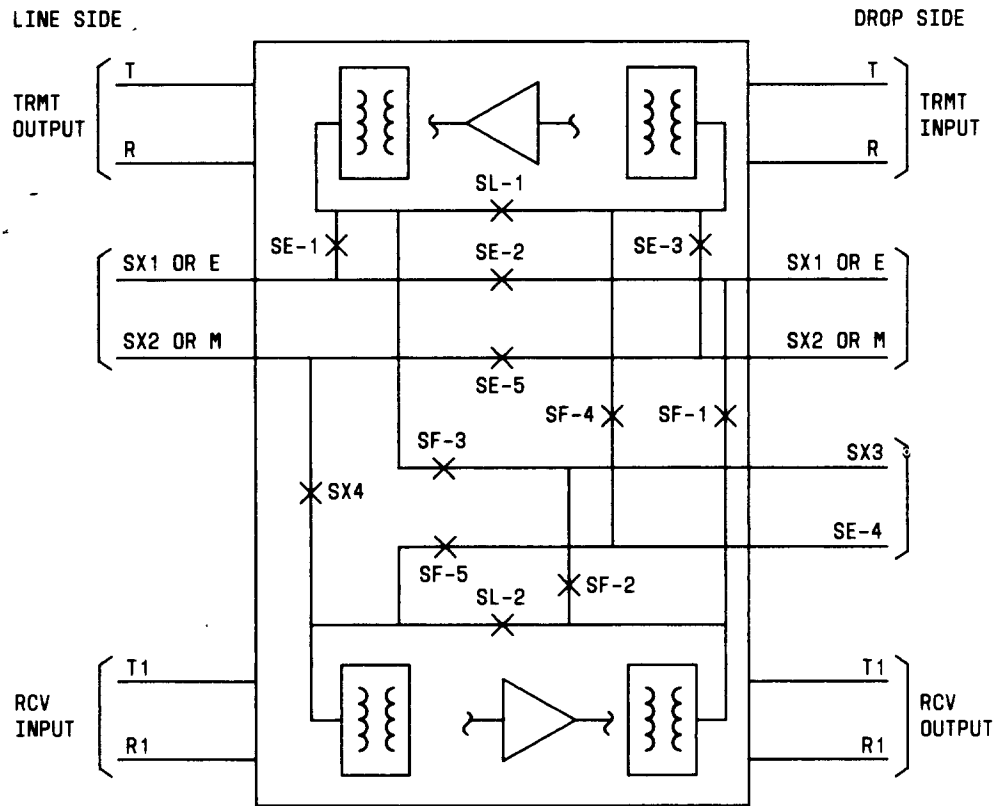 LINE SIDE
DROP SIDE
T
T
TRMT
OUTPUT
TRMT
INPUT
R
R
SL-1
SE-1
SE-2
SE-3
SX1 OR E
SX1 OR E
SX2 OR M
SX2 OR M
SE-5
SF-4
SF-1
SF-3
SX3
SX4
SE-4
SF-5
SF-2
SL-2
T1
T1
RCV
INPUT
RCV
OUTPUT
R1
R1